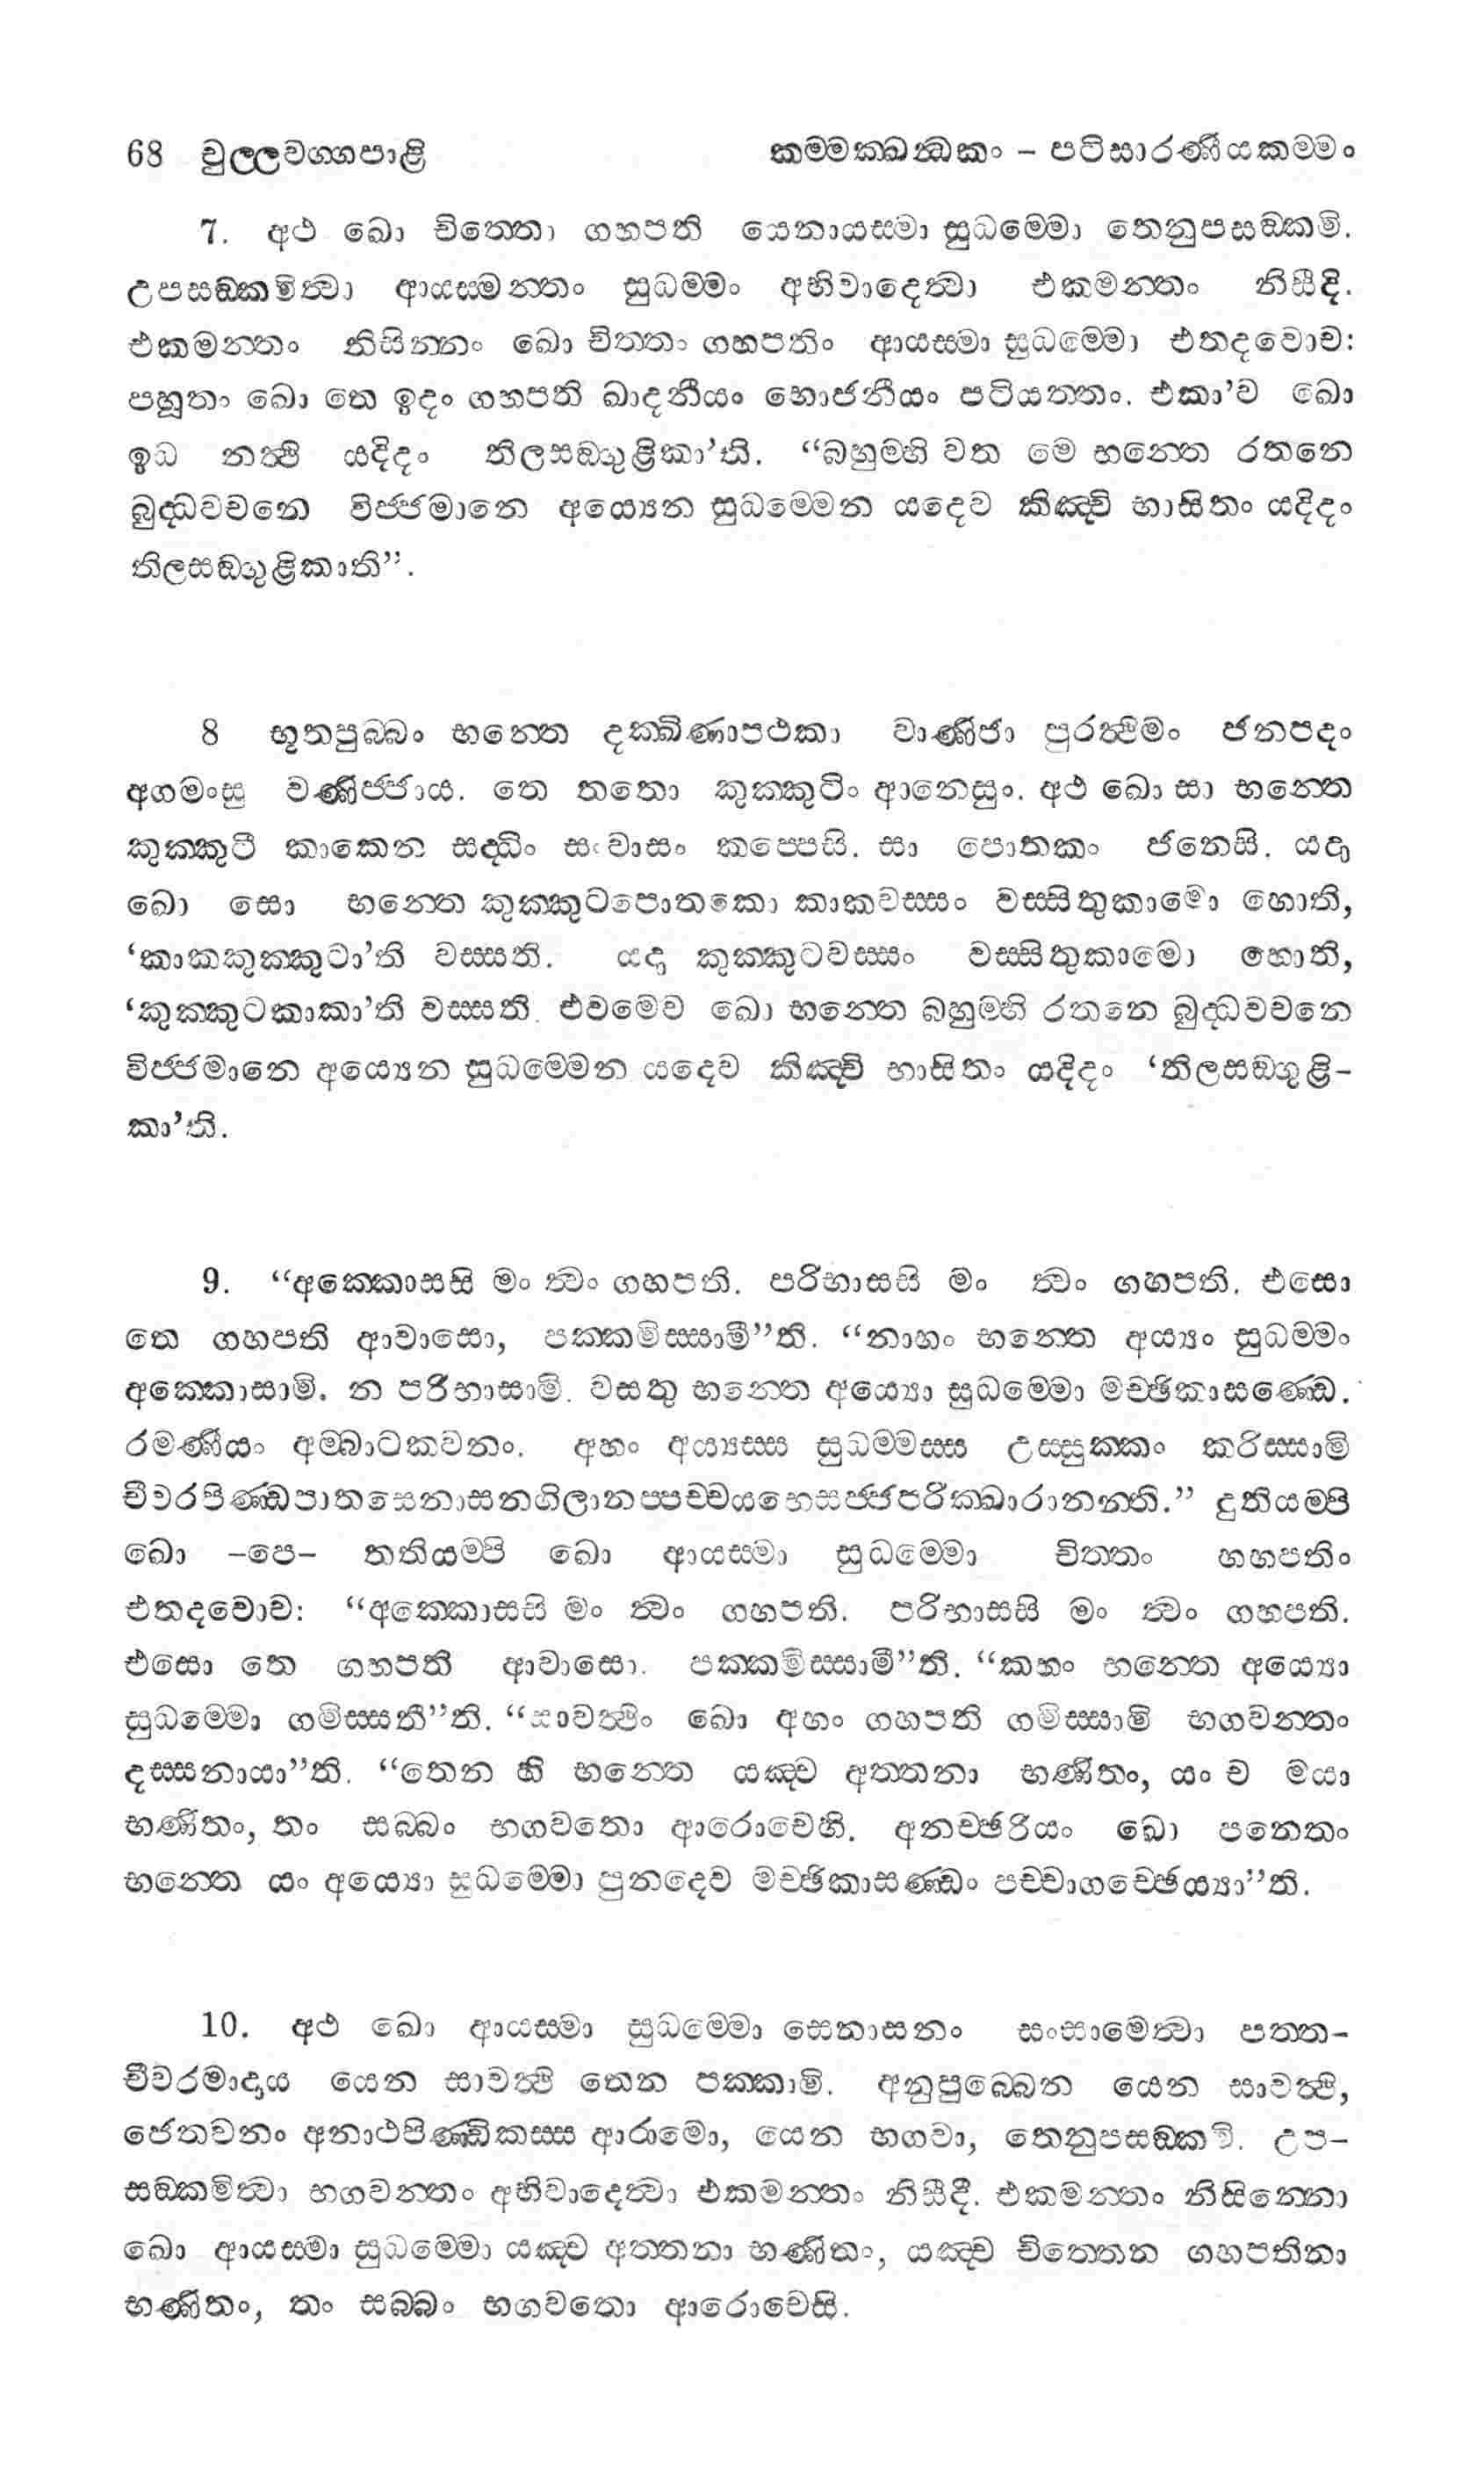 68 චුල්ලවග්ගපාළි කම්මක්ඛන්ධකං – පටිසාරණීයකම්මං
7. අථ ඛො චිත්තො ගහපති යෙනායස්මා සුධම්මො තෙනුපසඞ්කමි.
උපසඞ්කමිත්වා ආයස්මන්තං සුධම්මං අභිවාදෙත්වා එකමන්තං නිසීදි.
එකමන්තං නිසින්නං ඛො චිත්තං ගහපතිං ආයස්මා සුධම්මො එතදවොච:
පහූතං ඛො තෙ ඉදං ගහපති ඛාදනීයං භොජනීයං පටියත්තං. එකා’ව ඛො
ඉධ නත්ථි යදිදං තිලසඞ්ගුළිකා’ති. “බහුම්හි වත මෙ භන්තෙ රතනෙ
බුද්ධවචනෙ විජ්ජමානෙ අය්යෙන සුධම්මෙන යදෙව කිඤ්චි භාසිතං යදිදං
තිලසඞ්ගුළිකාති”.
8 භූතපුබ්බං භන්තෙ දක්ඛිණාපථකා වාණිජා පුරත්ථිමං ජනපදං
අගමංසු වණිජ්ජාය. තෙ තතො කුක්කුටිං ආනෙසුං. අථ ඛො සා භන්තෙ
කුක්කුටී කාකෙන සද්ධිං සංවාසං කප්පෙසි. සා පොතකං ජනෙසි. යදා
ඛො සො භන්තෙ කුක්කුටපොතකො කාකවස්සං වස්සිතුකාමො හොති,
‘කාකකුක්කුටා’ති වස්සති. යදා කුක්කුටවස්සං වස්සිතුකාමො හොති,
‘කුක්කුටකාකා’ති වස්සති. එවමෙව ඛො භන්තෙ බහුම්හි රතනෙ බුද්ධවචනෙ
විජ්ජමානෙ අය්යෙන සුධම්මෙන යදෙව කිඤ්චි භාසිතං යදිදං ‘තිලසඞ්ගුළි–
කා’ති.
9. “අක්කොසසි මං ත්වං ගහපති. පරිභාසසි මං ත්වං ගහපති. එසො
තෙ ගහපති ආවාසො, පක්කමිස්සාමී”ති. “නාහං භන්තෙ අය්යං සුධම්මං
අක්කොසාමි. න පරිභාසාමි. වසතු භන්තෙ අය්යො සුධම්මො මච්ඡිකාසණ්ඩෙ.
රමණීයං අම්බාටකවනං. අහං අය්යස්ස සුධම්මස්ස උස්සුක්කං කරිස්සාමි
චීවරපිණ්ඩපාතසෙනාසනගිලානප්පච්චයභෙසජ්ජපරික්ඛාරානන්ති.” දුතියම්පි
ඛො –පෙ– තතියම්පි ඛො ආයස්මා සුධම්මො චිත්තං හහපතිං
එතදවොච: “අක්කොසසි මං ත්වං ගහපති. පරිභාසසි මං ත්වං ගහපති.
එසො තෙ ගහපති ආවාසො. පක්කමිස්සාමී”ති. “කහං භන්තෙ අය්යො
සුධම්මො ගමිස්සතී”ති. “සාවත්ථිං ඛො අහං ගහපති ගමිස්සාමි භගවන්තං
දස්සනායා”ති. “තෙන හි භන්තෙ යඤ්ච අත්තනා භණිතං, යං ච මයා
භණිතං, තං සබ්බං භගවතො ආරොචෙහි. අනච්ඡරියං ඛො පනෙතං
භන්තෙ යං අය්යො සුධම්මො පුනදෙව මච්ඡිකාසණ්ඩං පච්චාගච්ඡෙය්යා”ති.
10. අථ ඛො ආයස්මා සුධම්මො සෙනාසනං සංසාමෙත්වා පත්ත–
චීවරමාදාය යෙන සාවත්ථි තෙන පක්කාමි. අනුපුබ්බෙන යෙන සාවත්ථි,
ජෙතවනං අනාථපිණ්ඩිකස්ස ආරාමො, යෙන භගවා, තෙනුපසඞ්කමි. උප–
සඞ්කමිත්වා භගවන්තං අභිවාදෙත්වා එකමන්තං නිසීදි. එකමන්තං නිසින්නො
ඛො ආයස්මා සුධම්මො යඤ්ච අත්තනා භණිතං, යඤ්ච චිත්තෙන ගහපතිනා
භණිතං, තං සබ්බං භගවතො ආරොචෙසි.